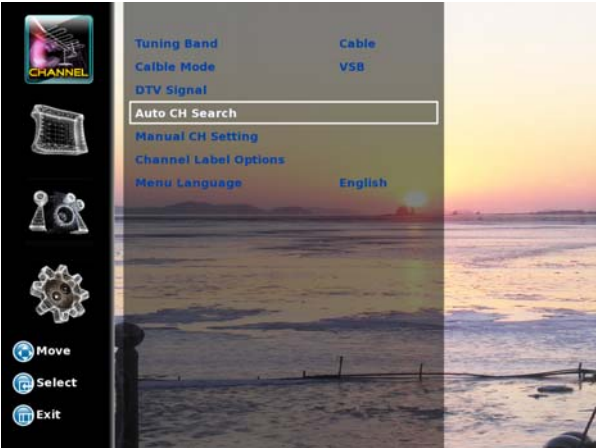 CHANNEL
Tuning Band Cable
Calble Mode VSB
DTV Signal
Auto CH Search
Manual CH Setting
Channel Label Options
Menu Language English
Move
Select
Exit